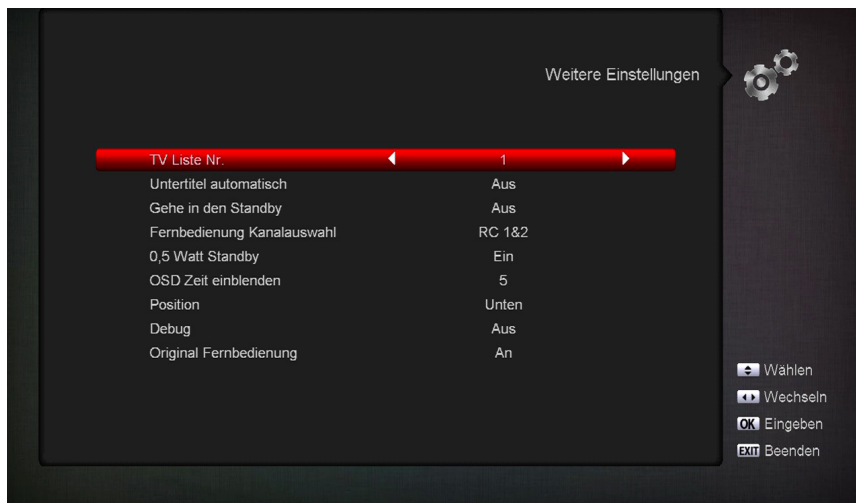 Weitere Einstellungen
TV Liste Nr. 1
Untertitel automatisch Aus
Gehe in den Standby Aus
Fernbedienung Kanalauswahl RC 1&2
0,5 Watt Standby Ein
OSD Zeit einblenden 5
Position Unten
Debug Aus
Original Fernbedienung An
Wählen
Wechseln
OK Eingeben
EXIT Beenden